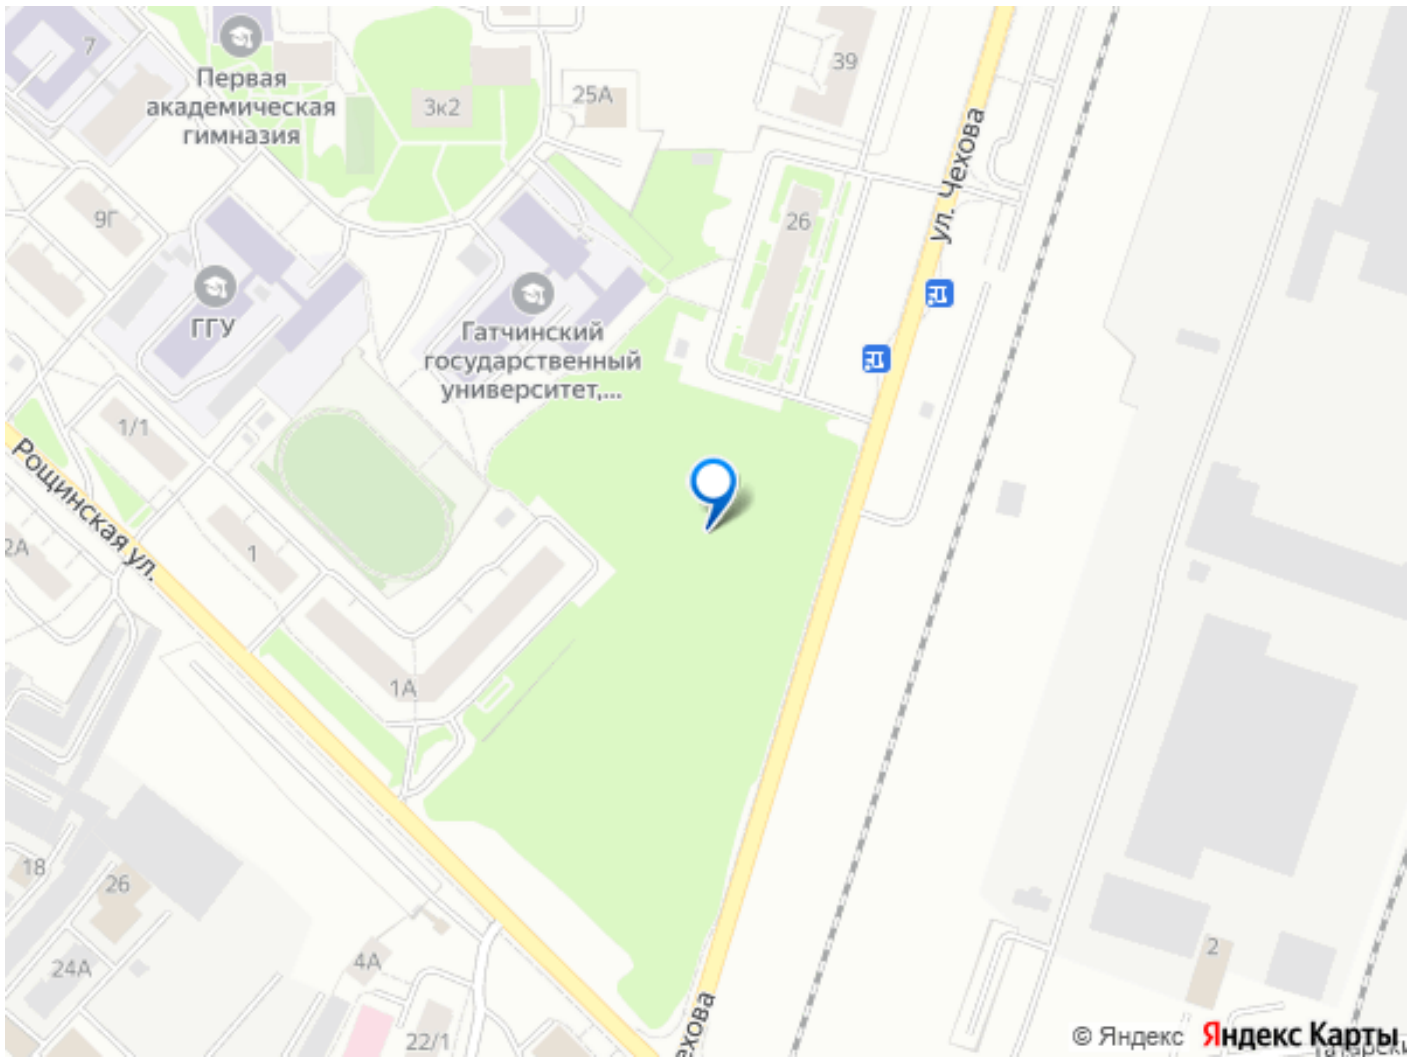 7
Первая
академическая
гимназия
3к2
25А
39
ул. Чехова
9Г
26
ГГУ
Гатчинский
государственный
университет,...
1/1
Рощинская ул.
2А
1
1А
18
26
24А
4А
22/1
2
ехова
© Яндекс Яндекс Карты